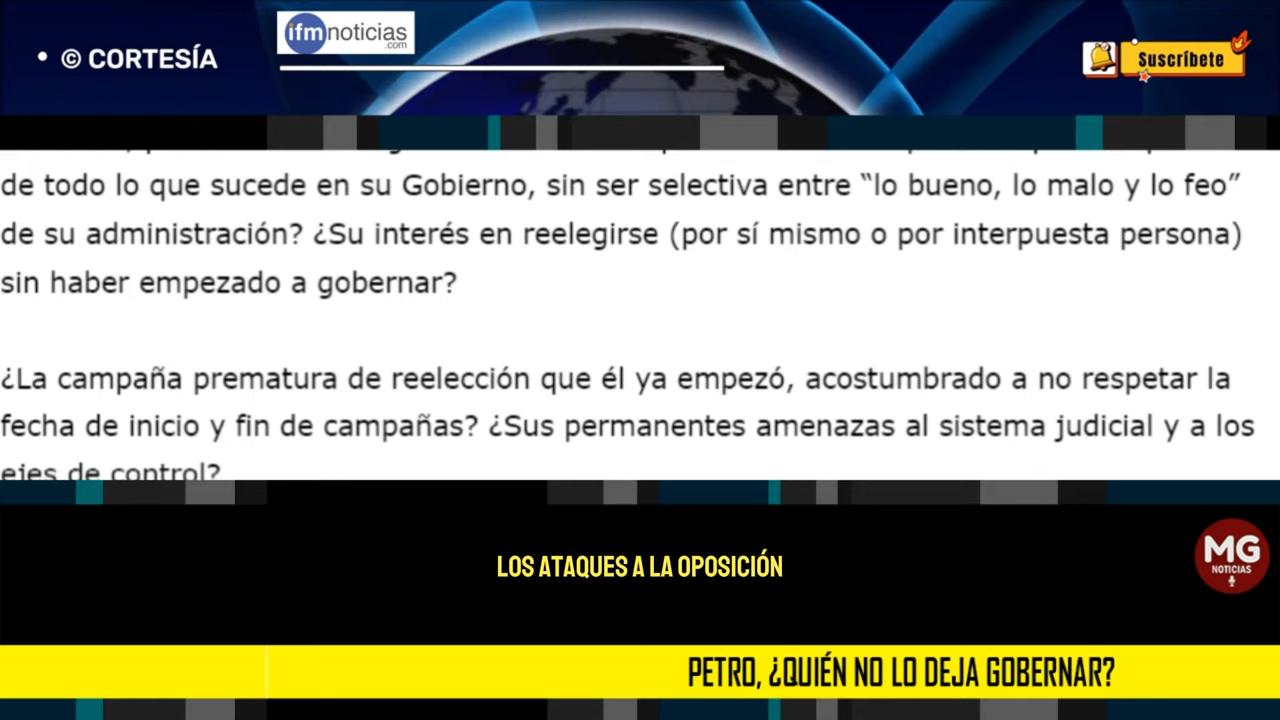 • © CORTESÍA
ifmnoticias
.com
Suscríbete
de todo lo que sucede en su Gobierno, sin ser selectiva entre “lo bueno, lo malo y lo feo”
de su administración? ¿Su interés en reelegirse (por sí mismo o por interpuesta persona)
sin haber empezado a gobernar?
¿La campaña prematura de reelección que él ya empezó, acostumbrado a no respetar la
fecha de inicio y fin de campañas? ¿Sus permanentes amenazas al sistema judicial y a los
ejes de control?
LOS ATAQUES A LA OPOSICIÓN
MG
NOTICIAS
PETRO, ¿QUIÉN NO LO DEJA GOBERNAR?